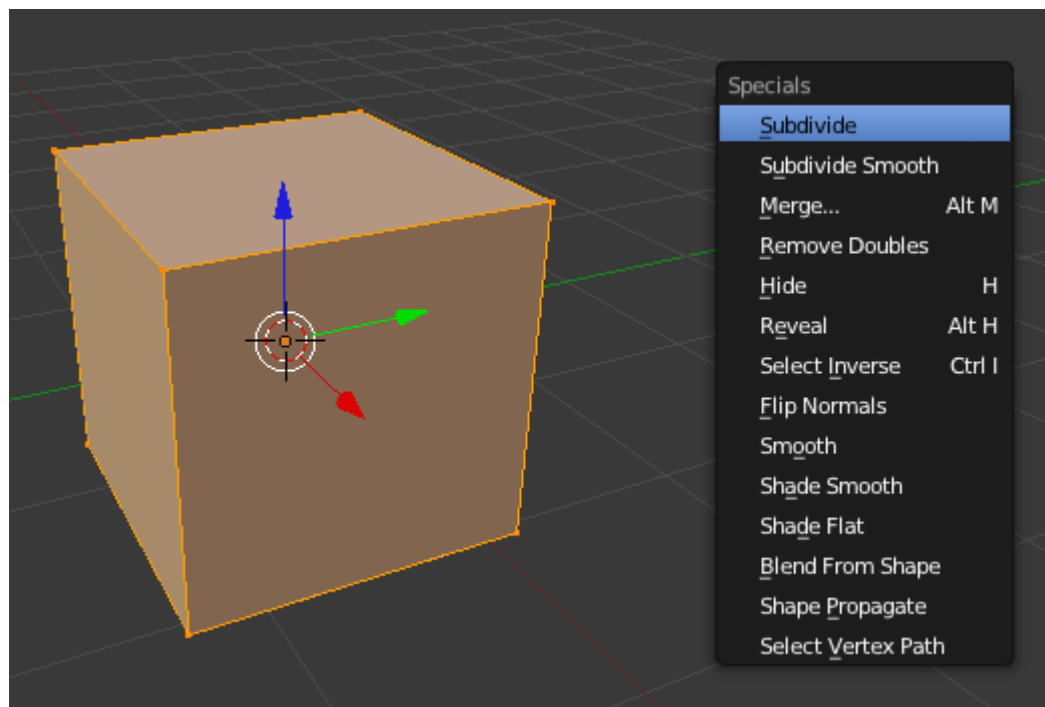 Specials
Subdivide
Subdivide Smooth
Merge... Alt M
Remove Doubles
Hide H
Reveal Alt H
Select Inverse Ctrl I
Flip Normals
Smooth
Shade Smooth
Shade Flat
Blend From Shape
Shape Propagate
Select Vertex Path